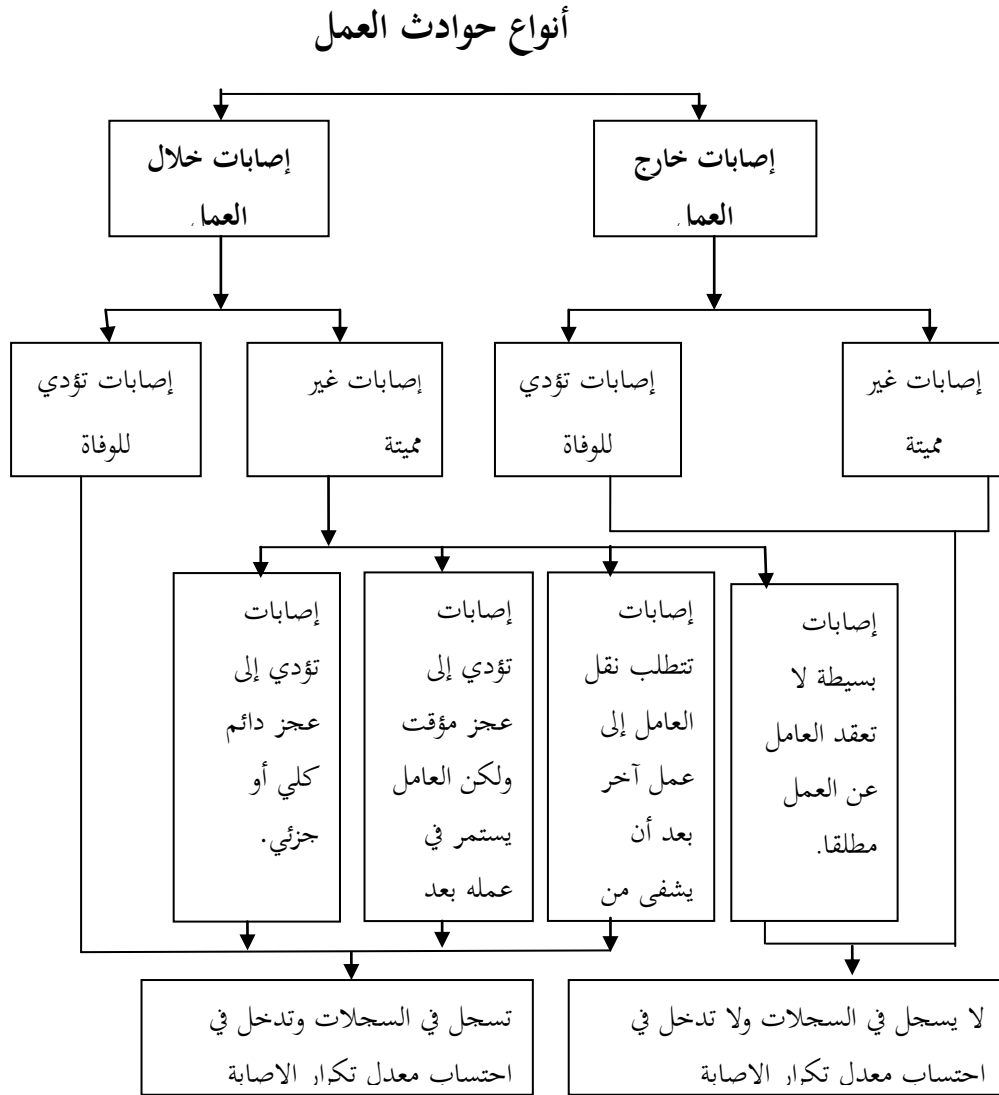 أنواع حوادث العمل
إصابات خارج
العمل
إصابات خلال
العمل
إصابات غير
مميتة
إصابات تؤدي
للوفاة
إصابات غير
مميتة
إصابات تؤدي
للوفاة
إصابات
بسيطة لا
تعقد العامل
عن العمل
مطلقا.
إصابات
تتطلب نقل
العامل إلى
عمل آخر
بعد أن
يشفى من
إصابات
تؤدي إلى
عجز مؤقت
ولكن العامل
يستمر في
عمله بعد
إصابات
تؤدي إلى
عجز دائم
كلي أو
جزئي.
لا يسجل في السجلات ولا تدخل في
احتساب معدل تكرار الاصابة
تسجل في السجلات وتدخل في
احتساب معدل تكرار الاصابة